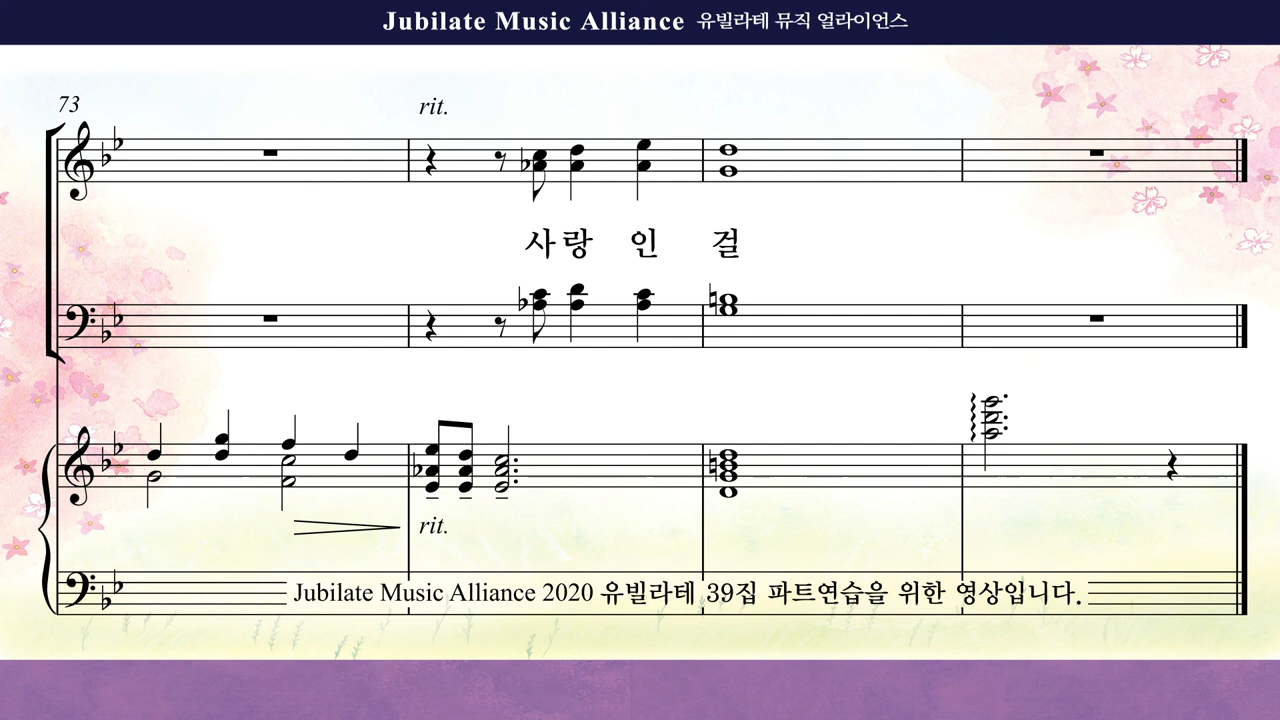 Jubilate Music Alliance 유빌라테 뮤직 얼라이언스
73
rit.
사랑 인 걸
rit.
Jubilate Music Alliance 2020 유빌라테 39집 파트연습을 위한 영상입니다.